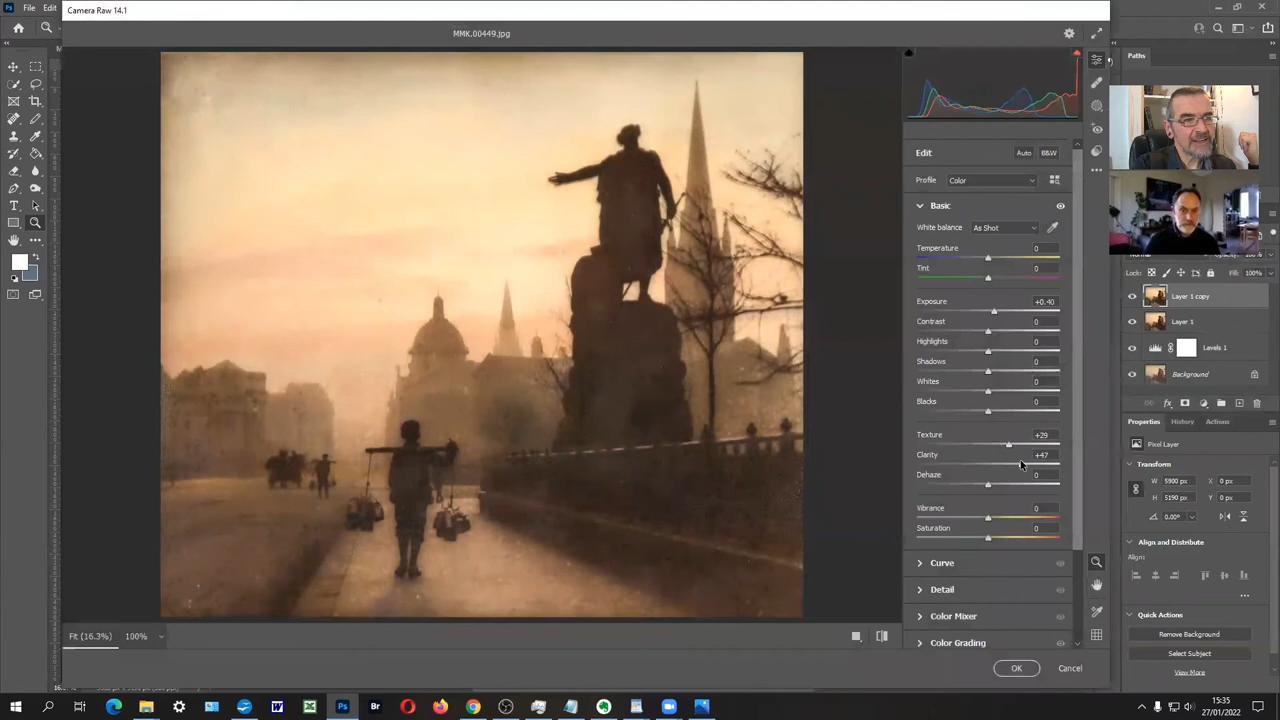 Camera Raw 14.1
File
Edit
MMK.00449.jpg
Paths
Edit
Auto
B&W
Profile
Color
Basic
White balance
As Shot
Temperature
0
Tint
0
Exposure
+0.40
Contrast
0
Highlights
0
Shadows
0
Whites
0
Blacks
0
Texture
+29
Clarity
+47
Dehaze
0
Vibrance
0
Saturation
0
Curve
Detail
Color Mixer
Color Grading
Fit (16.3%)
100%
OK
Cancel
Lock:
Fill:
100%
Layer 1 copy
Layer 1
Levels 1
Background
Properties
History
Actions
Pixel Layer
Transform
W
5900 px
X
0 px
H
5190 px
Y
0 px
0.00°
Align and Distribute
Align:
Quick Actions
Remove Background
Select Subject
View More
15:35
27/01/2022